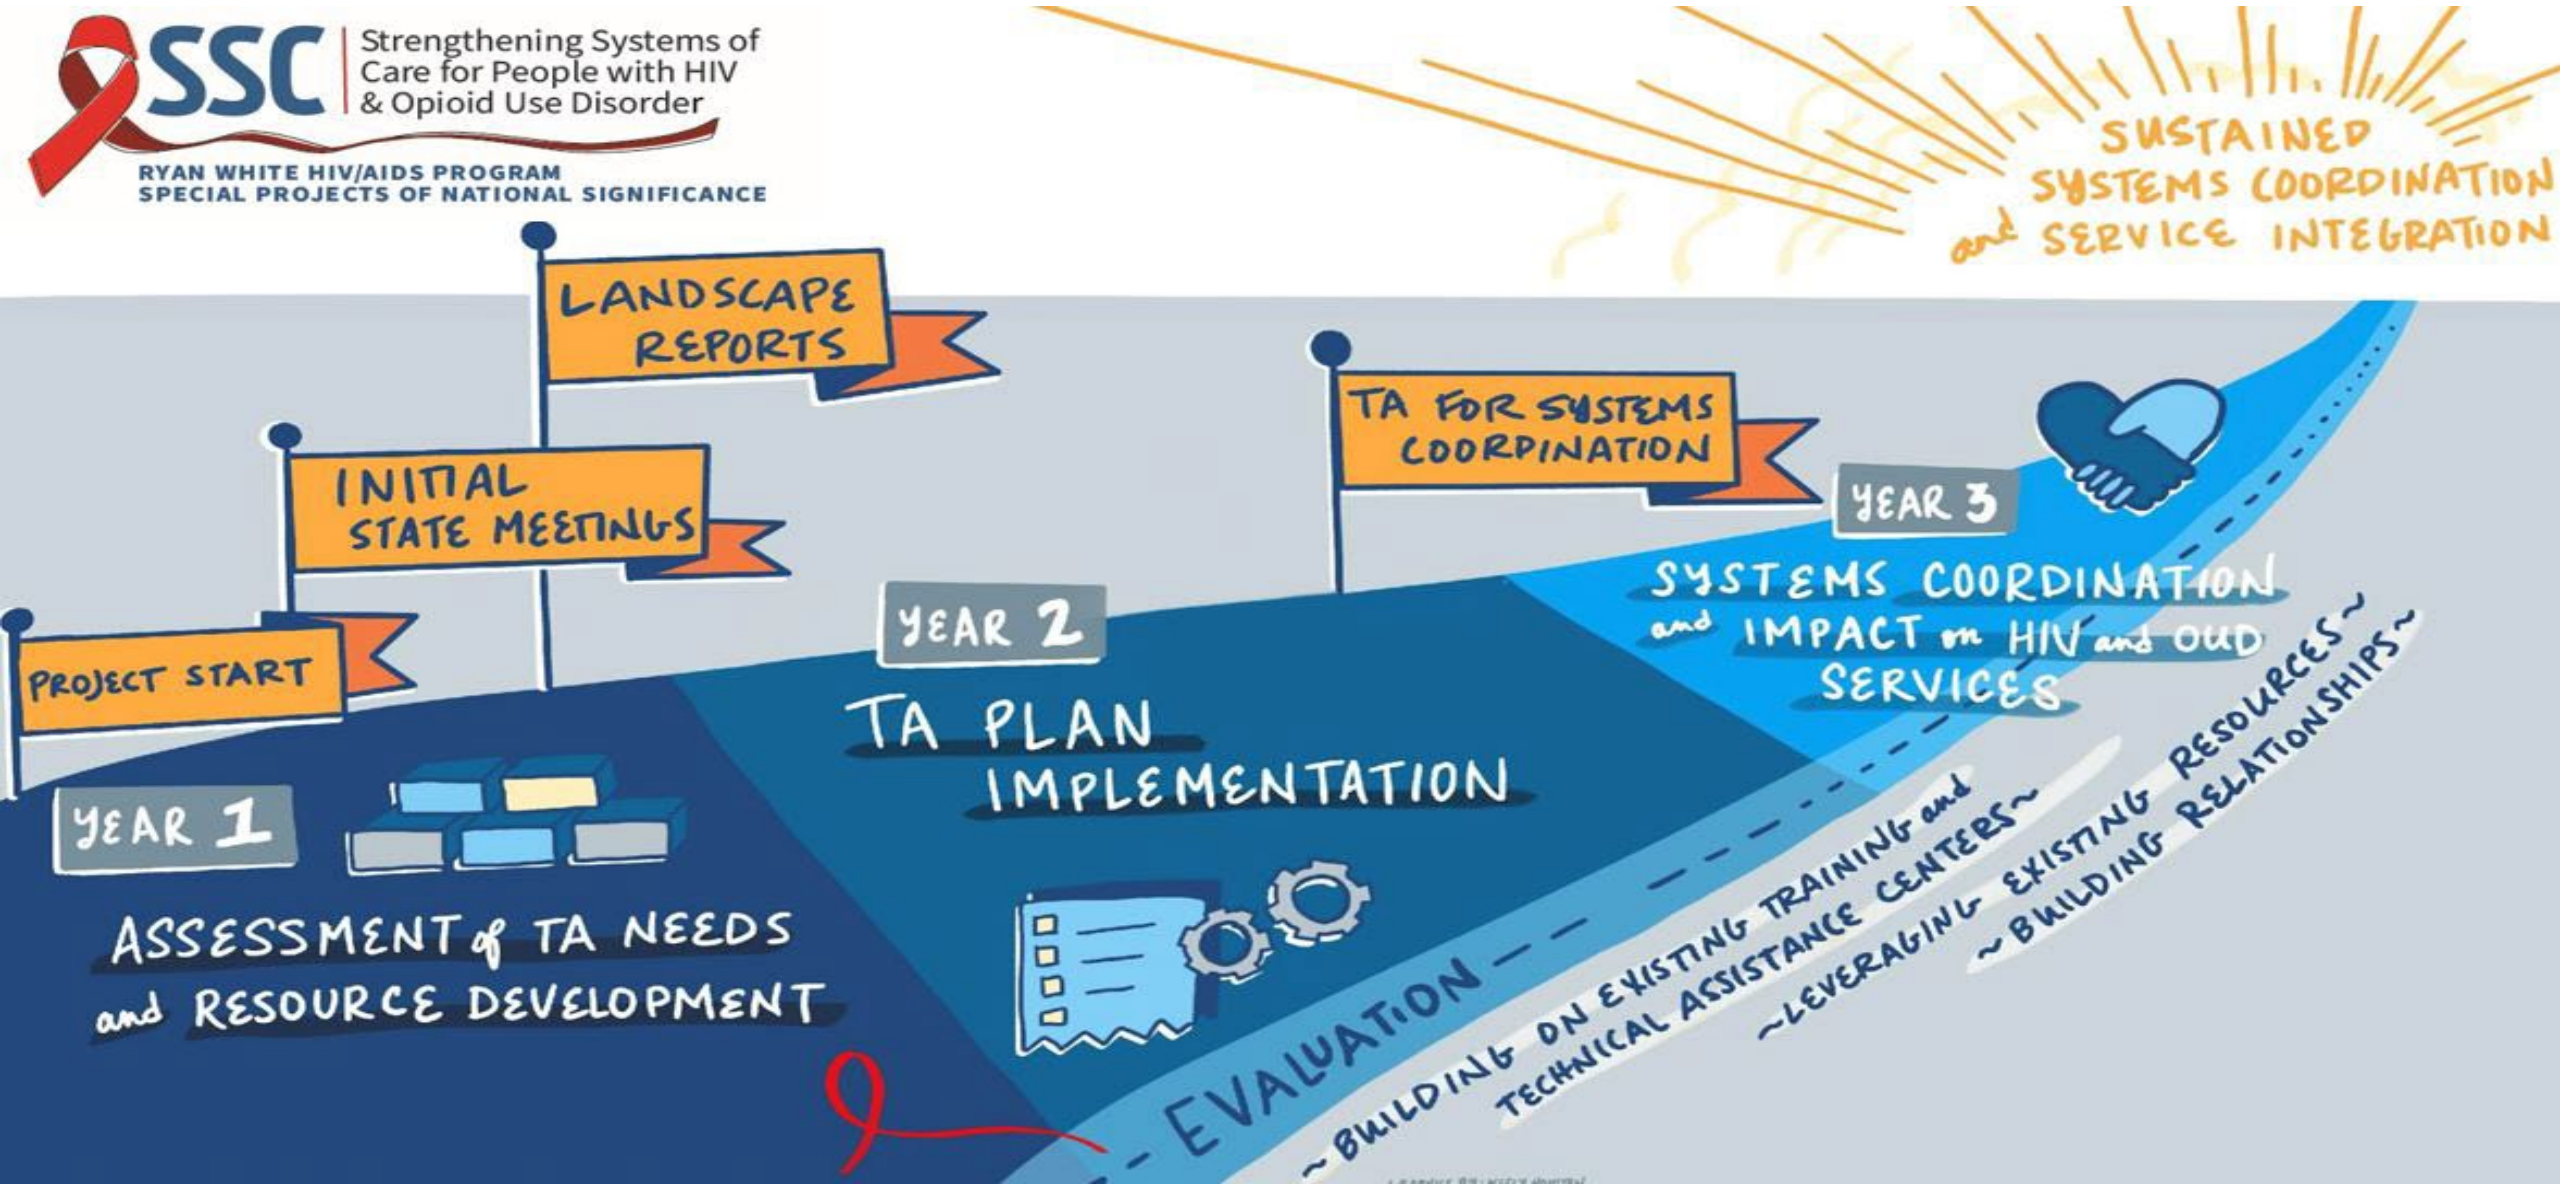 SSC
Strengthening Systems of
Care for People with HIV
& Opioid Use Disorder
RYAN WHITE HIV/AIDS PROGRAM
SPECIAL PROJECTS OF NATIONAL SIGNIFICANCE
SUSTAINED
SYSTEMS COORDINATION
and SERVICE INTEGRATION
LANDSCAPE
REPORTS
INITIAL
STATE MEETINGS
PROJECT START
TA FOR SYSTEMS
COORDINATION
YEAR 1
ASSESSMENT of TA NEEDS
and RESOURCE DEVELOPMENT
YEAR 2
TA PLAN
IMPLEMENTATION
YEAR 3
SYSTEMS COORDINATION
and IMPACT on HIV and OUD
SERVICES
EVALUATION
~ BUILDING ON EXISTING TRAINING and
TECHNICAL ASSISTANCE CENTERS ~
~ LEVERAGING EXISTING RESOURCES ~
~ BUILDING RELATIONSHIPS ~